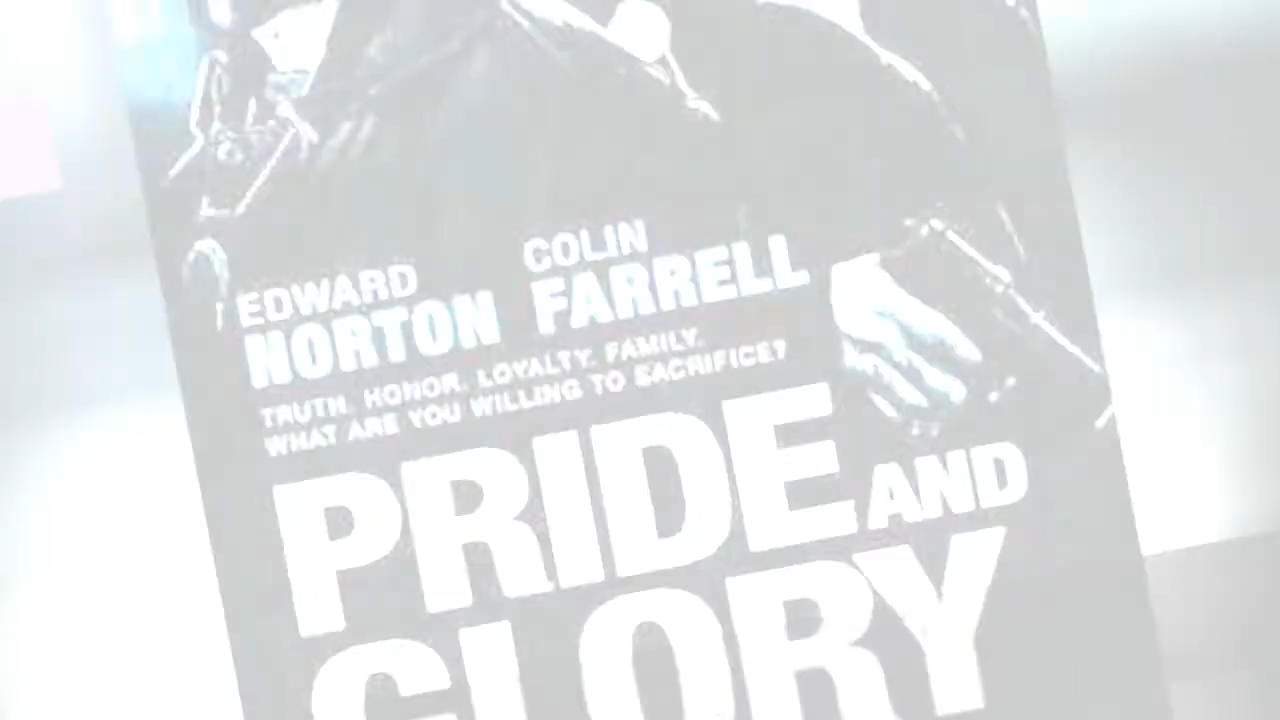 EDWARD
NORTON
COLIN
FARRELL
TRUTH. HONOR. LOYALTY. FAMILY.
WHAT ARE YOU WILLING TO SACRIFICE?
PRIDE AND
GLORY